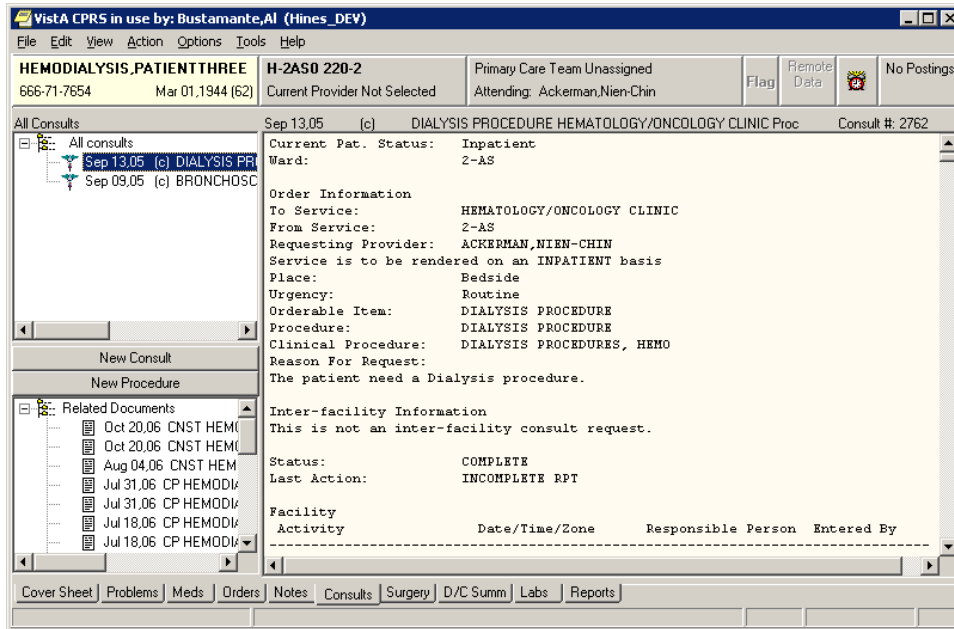 VistA CPRS in use by: Bustamante,Al (Hines_DEV)
File Edit View Action Options Tools Help
HEMODIALYSIS,PATIENTTHREE
666-71-7654 Mar 01,1944 (62)
H-2AS0 220-2
Current Provider Not Selected
Primary Care Team Unassigned
Attending: Ackerman,Nien-Chin
Flag
Remote
Data
No Postings
All Consults
All consults
Sep 13,05 (c) DIALYSIS PR
Sep 09,05 (c) BRONCHOSC
New Consult
New Procedure
Related Documents
Oct 20,06 CNST HEM
Oct 20,06 CNST HEM
Aug 04,06 CNST HEM
Jul 31,06 CP HEMODI
Jul 31,06 CP HEMODI
Jul 18,06 CP HEMODI
Jul 18,06 CP HEMODI
Sep 13,05 (c) DIALYSIS PROCEDURE HEMATOLOGY/ONCOLOGY CLINIC Proc Consult #: 2762
Current Pat. Status: Inpatient
Ward: 2-AS
Order Information
To Service: HEMATOLOGY/ONCOLOGY CLINIC
From Service: 2-AS
Requesting Provider: ACKERMAN,NIEN-CHIN
Service is to be rendered on an INPATIENT basis
Place: Bedside
Urgency: Routine
Orderable Item: DIALYSIS PROCEDURE
Procedure: DIALYSIS PROCEDURE
Clinical Procedure: DIALYSIS PROCEDURES, HEMO
Reason For Request:
The patient need a Dialysis procedure.
Inter-facility Information
This is not an inter-facility consult request.
Status: COMPLETE
Last Action: INCOMPLETE RPT
Facility
Activity Date/Time/Zone Responsible Person Entered By
Cover Sheet Problems Meds Orders Notes Consults Surgery D/C Summ Labs Reports